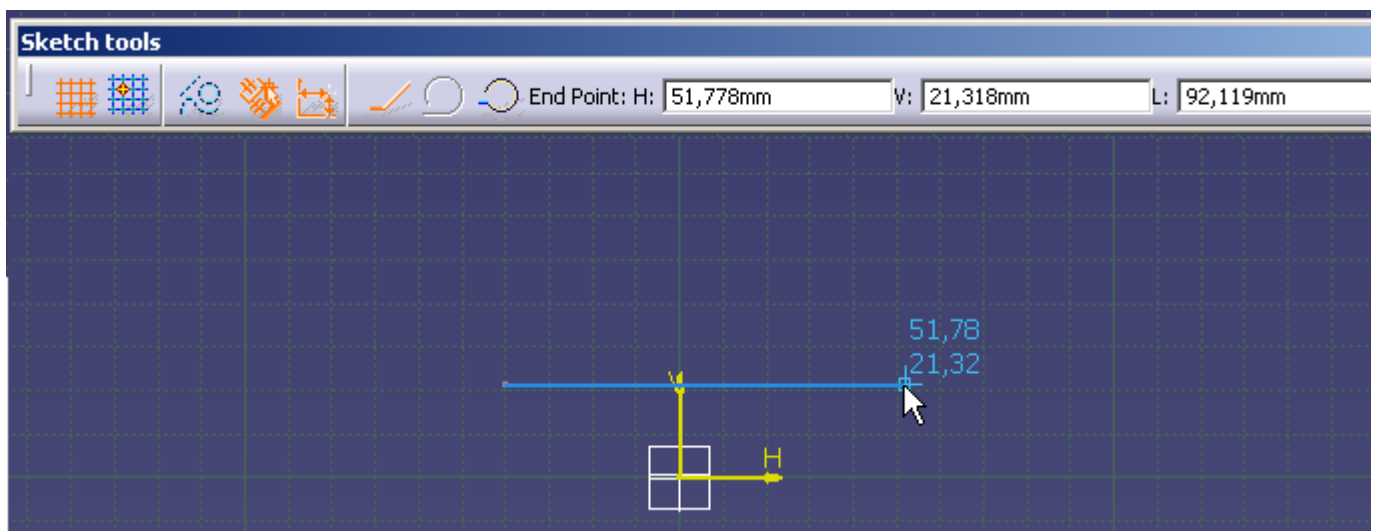 Sketch tools
End Point: H: 51,778mm V: 21,318mm L: 92,119mm
51,78
21,32
V
H